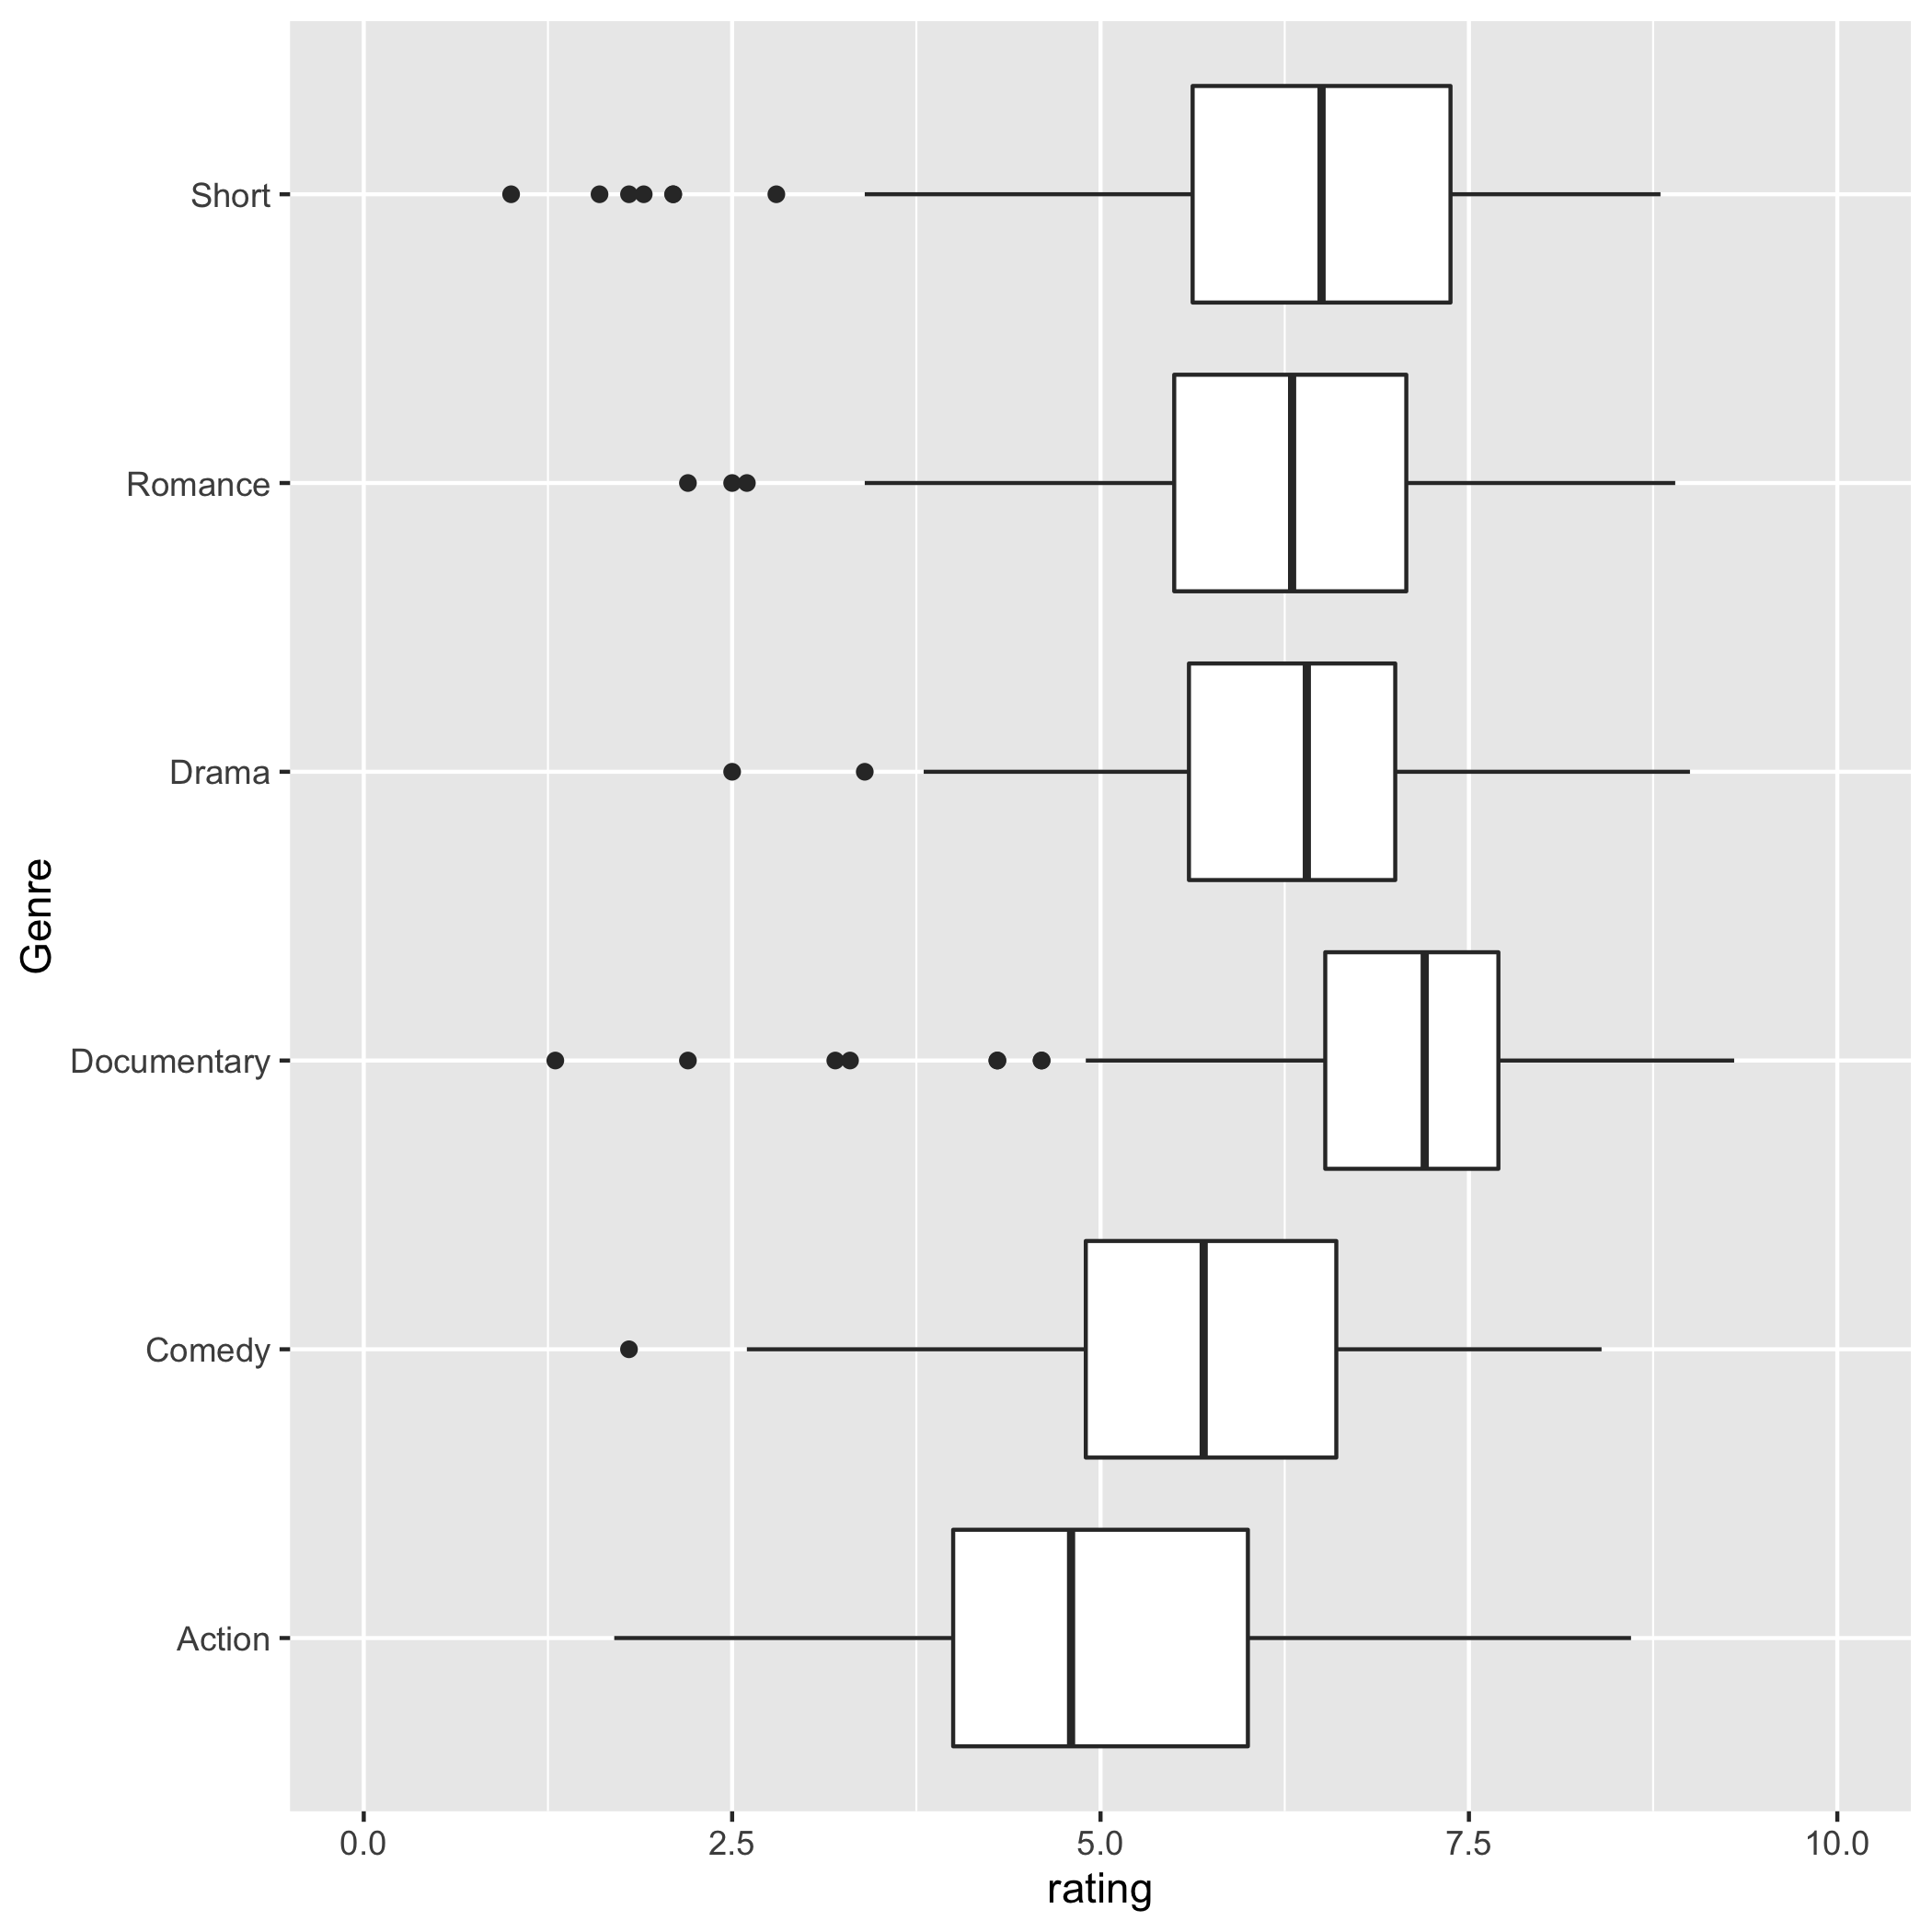 Short
Romance
Drama
Documentary
Comedy
Action
Genre
0.0 2.5 5.0 7.5 10.0
rating